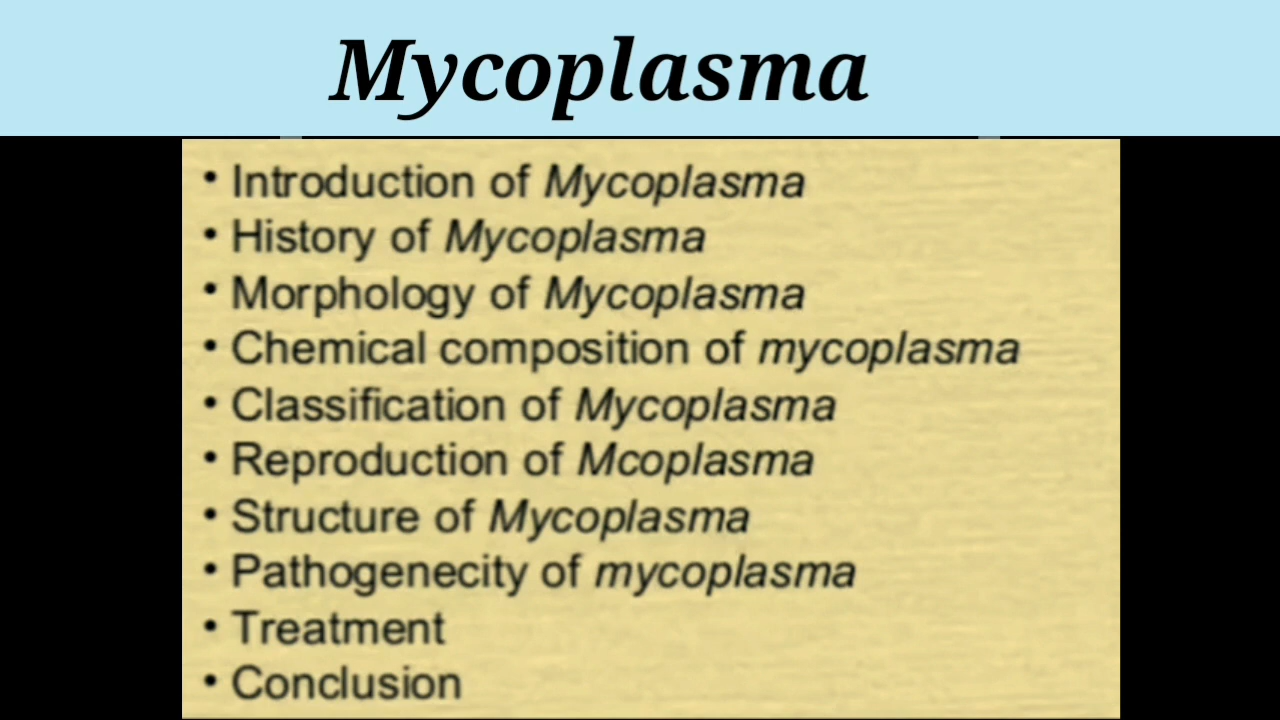 Mycoplasma
• Introduction of Mycoplasma
• History of Mycoplasma
• Morphology of Mycoplasma
• Chemical composition of mycoplasma
• Classification of Mycoplasma
• Reproduction of Mcoplasma
• Structure of Mycoplasma
• Pathogenecity of mycoplasma
• Treatment
• Conclusion